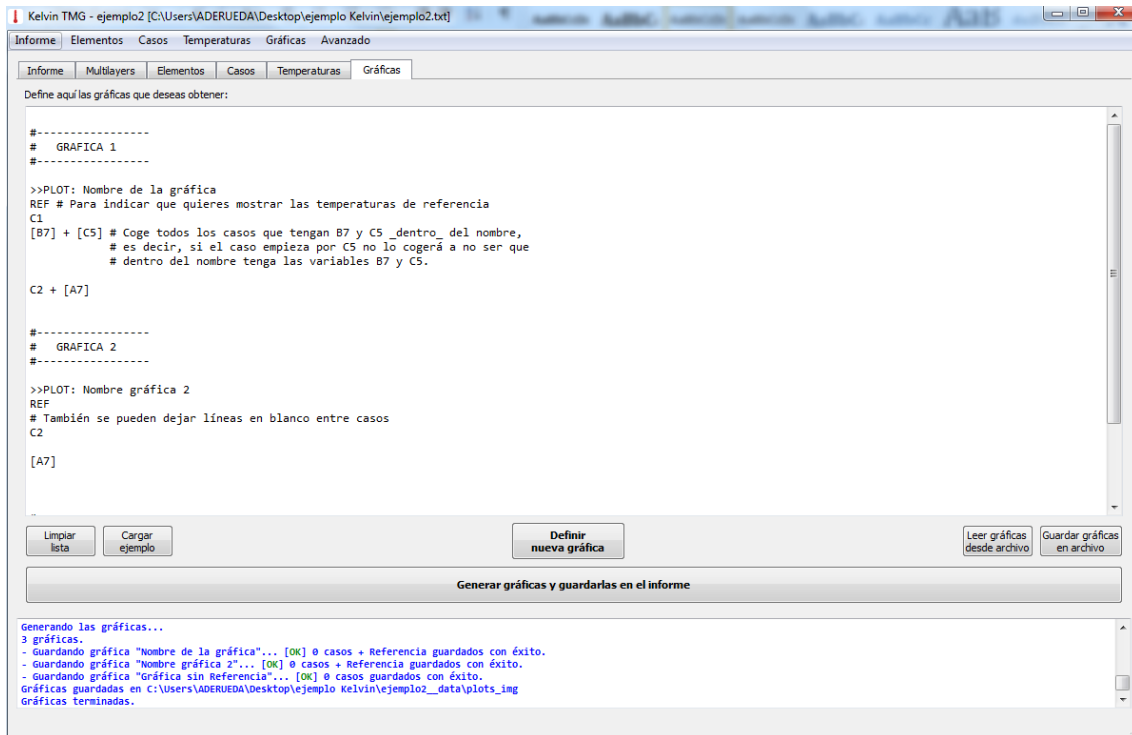 Kelvin TMG - ejemplo2 [C:\Users\ADERUEDA\Desktop\ejemplo Kelvin\ejemplo2.txt]
Informe Elementos Casos Temperaturas Gráficas Avanzado
Informe Multilayers Elementos Casos Temperaturas Gráficas
Define aquí las gráficas que deseas obtener:
#-----------------
# GRAFICA 1
#-----------------
>>PLOT: Nombre de la gráfica
REF # Para indicar que quieres mostrar las temperaturas de referencia
C1
[B7] + [C5] # Coge todos los casos que tengan B7 y C5 _dentro_ del nombre,
# es decir, si el caso empieza por C5 no lo cogerá a no ser que
# dentro del nombre tenga las variables B7 y C5.
C2 + [A7]
#-----------------
# GRAFICA 2
#-----------------
>>PLOT: Nombre gráfica 2
REF
# También se pueden dejar líneas en blanco entre casos
C2
[A7]
Limpiar lista
Cargar ejemplo
Definir nueva gráfica
Leer gráficas desde archivo
Guardar gráficas en archivo
Generar gráficas y guardarlas en el informe
Generando las gráficas...
3 gráficas.
- Guardando gráfica "Nombre de la gráfica"... [OK] 0 casos + Referencia guardados con éxito.
- Guardando gráfica "Nombre gráfica 2"... [OK] 0 casos + Referencia guardados con éxito.
- Guardando gráfica "Gráfica sin Referencia"... [OK] 0 casos guardados con éxito.
Gráficas guardadas en C:\Users\ADERUEDA\Desktop\ejemplo Kelvin\ejemplo2__data\plots_img
Gráficas terminadas.